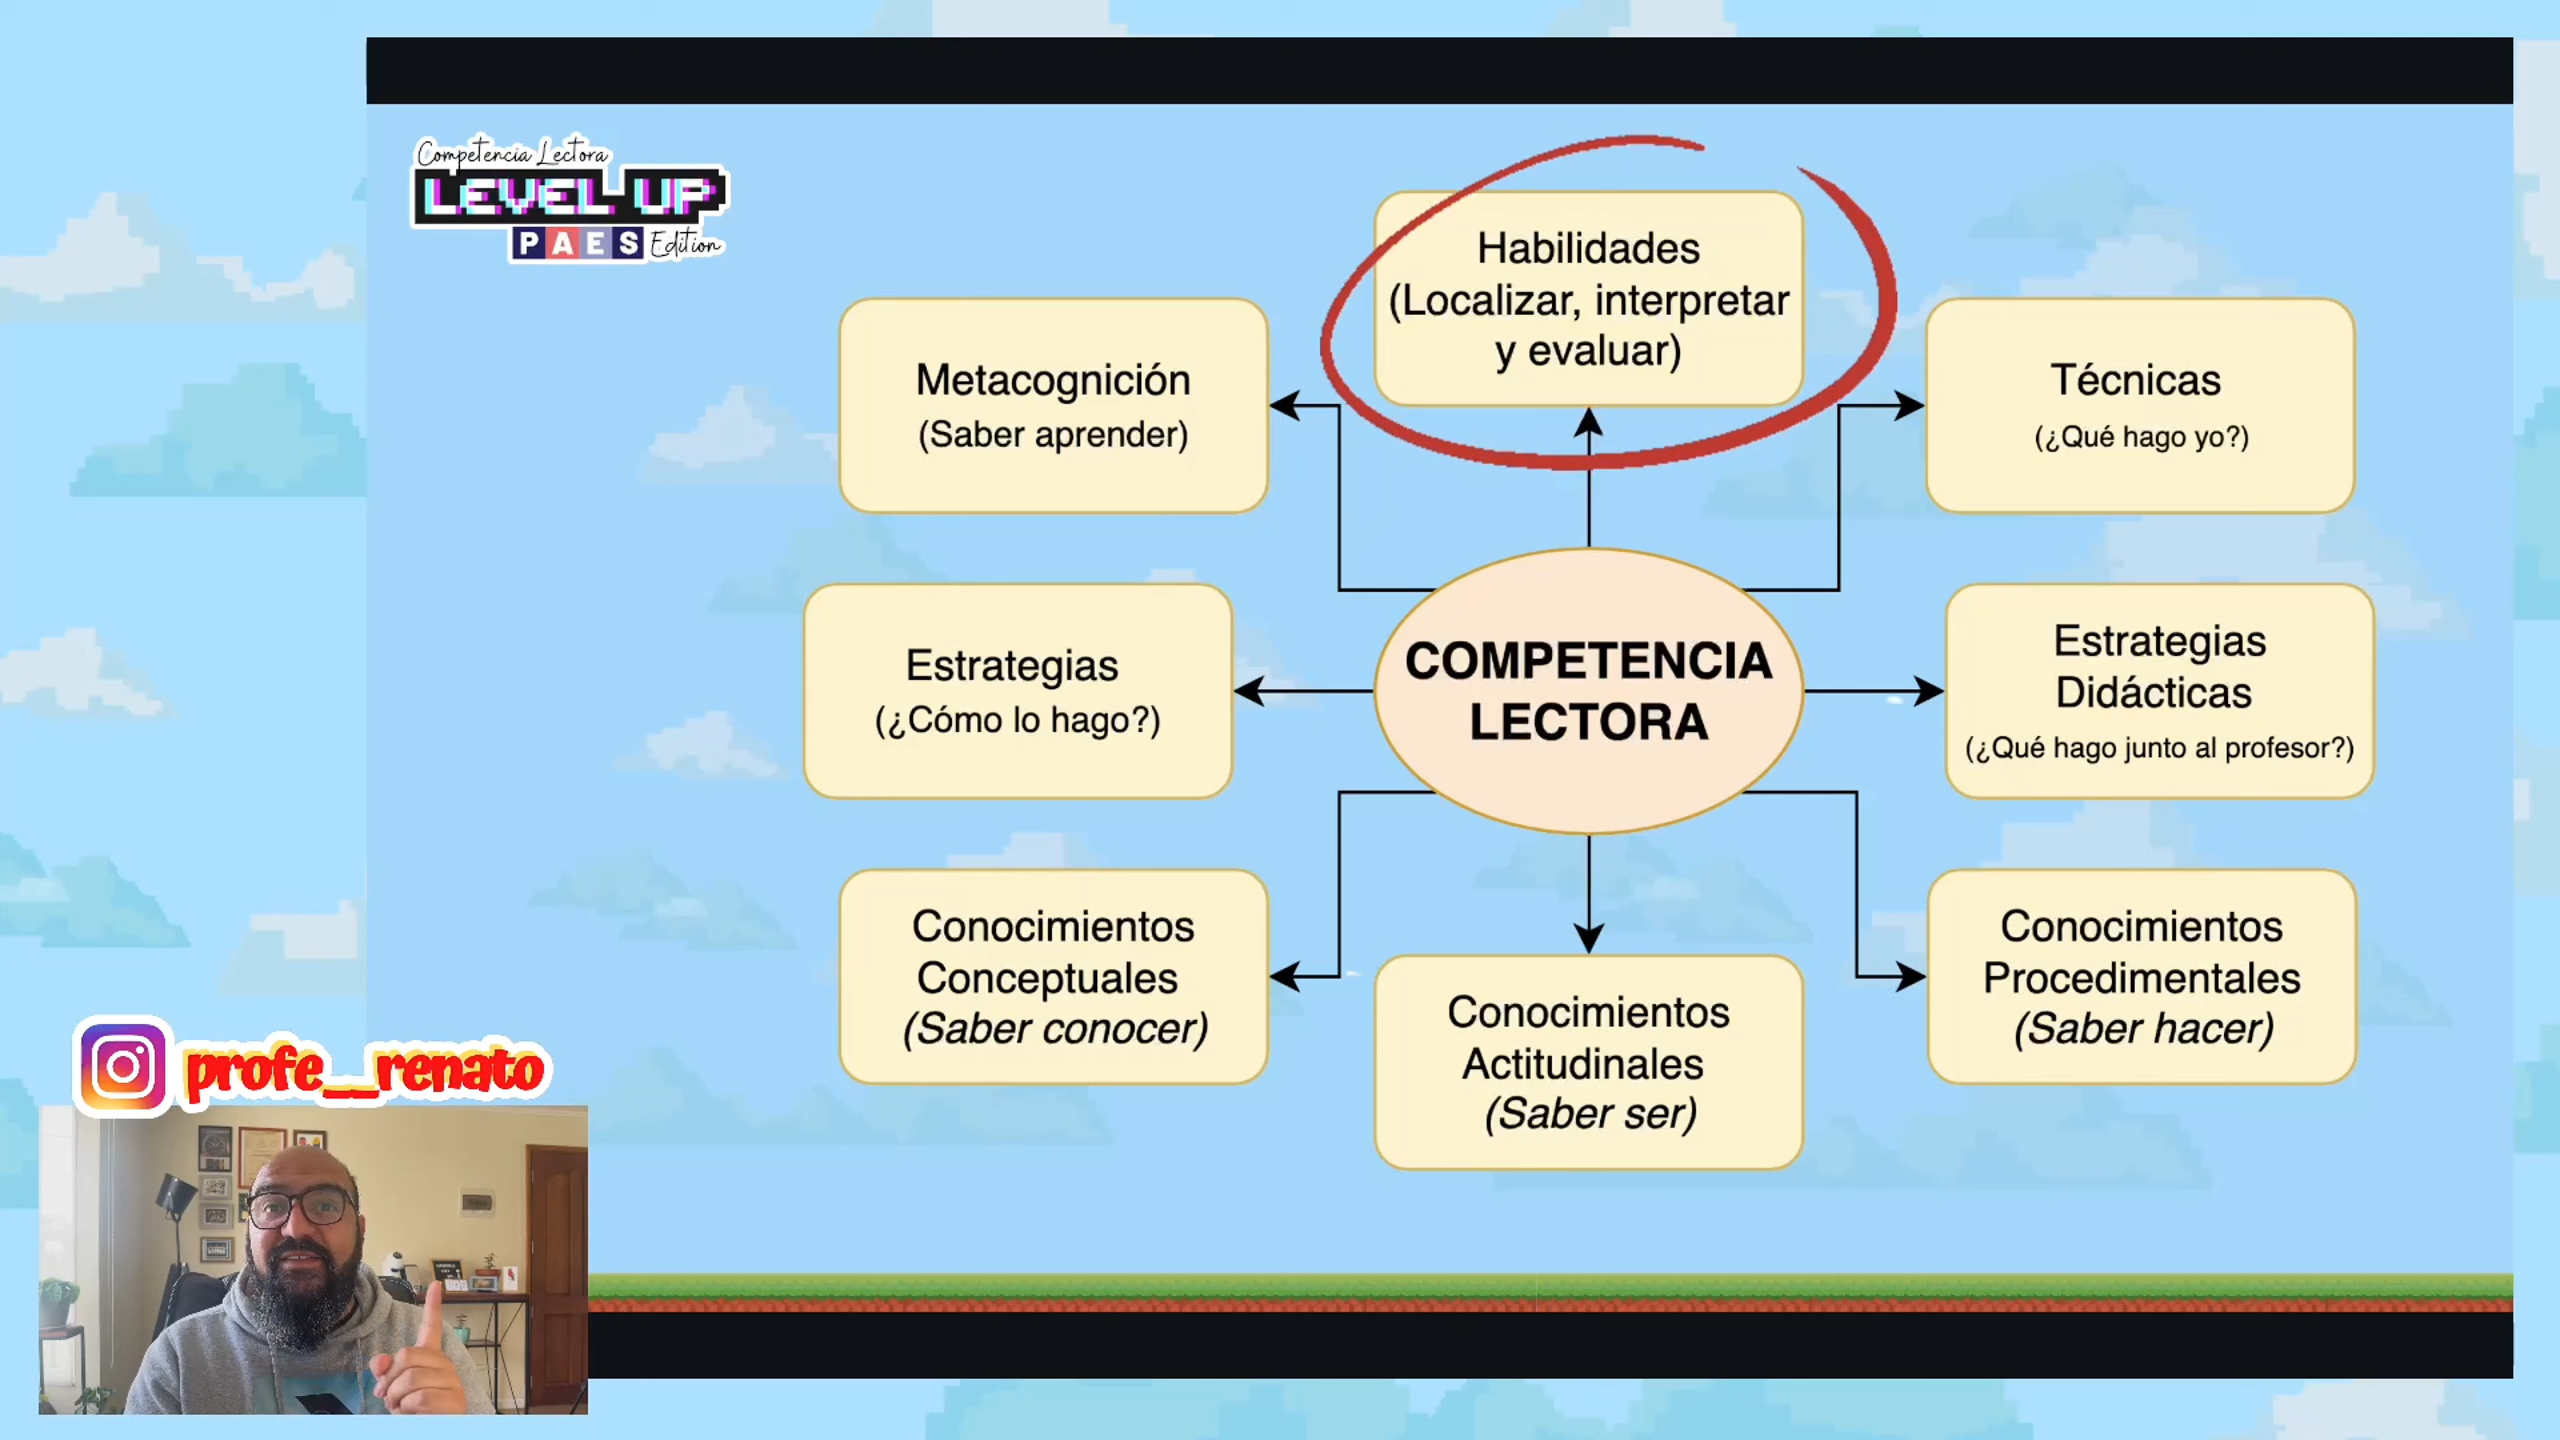 Competencia Lectora
LEVEL UP
PAES Edition
Habilidades
(Localizar, interpretar
y evaluar)
Metacognición
(Saber aprender)
Técnicas
(¿Qué hago yo?)
Estrategias
(¿Cómo lo hago?)
COMPETENCIA
LECTORA
Estrategias
Didácticas
(¿Qué hago junto al profesor?)
Conocimientos
Conceptuales
(Saber conocer)
Conocimientos
Actitudinales
(Saber ser)
Conocimientos
Procedimentales
(Saber hacer)
profe__renato